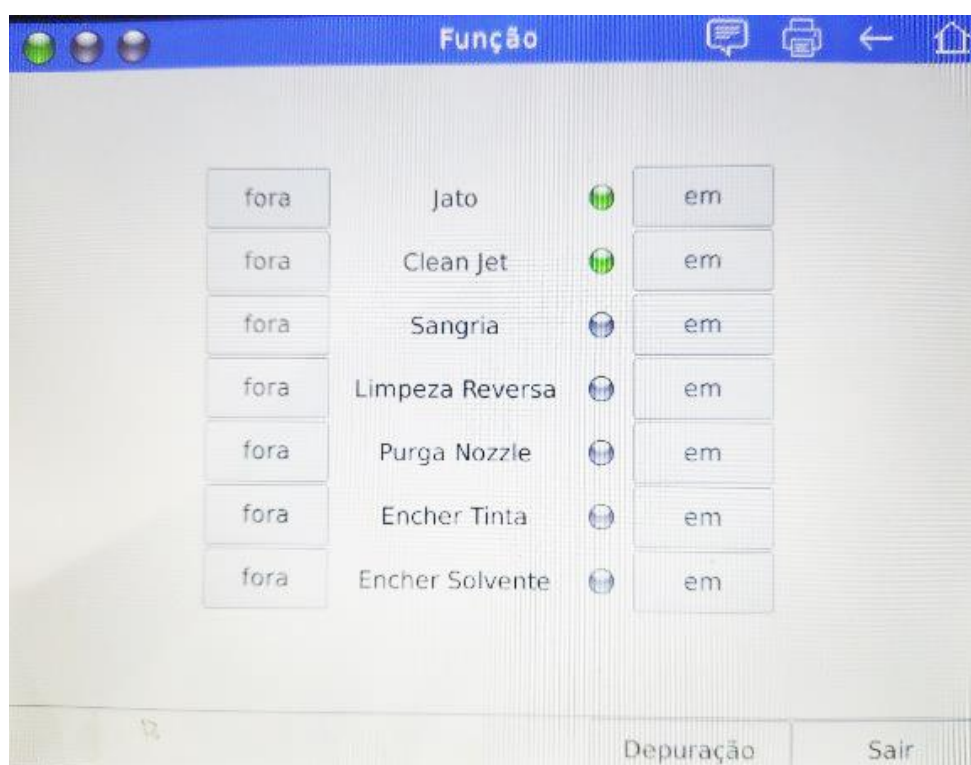 Função
fora Jato em
fora Clean Jet em
fora Sangria em
fora Limpeza Reversa em
fora Purga Nozzle em
fora Encher Tinta em
fora Encher Solvente em
Depuração Sair